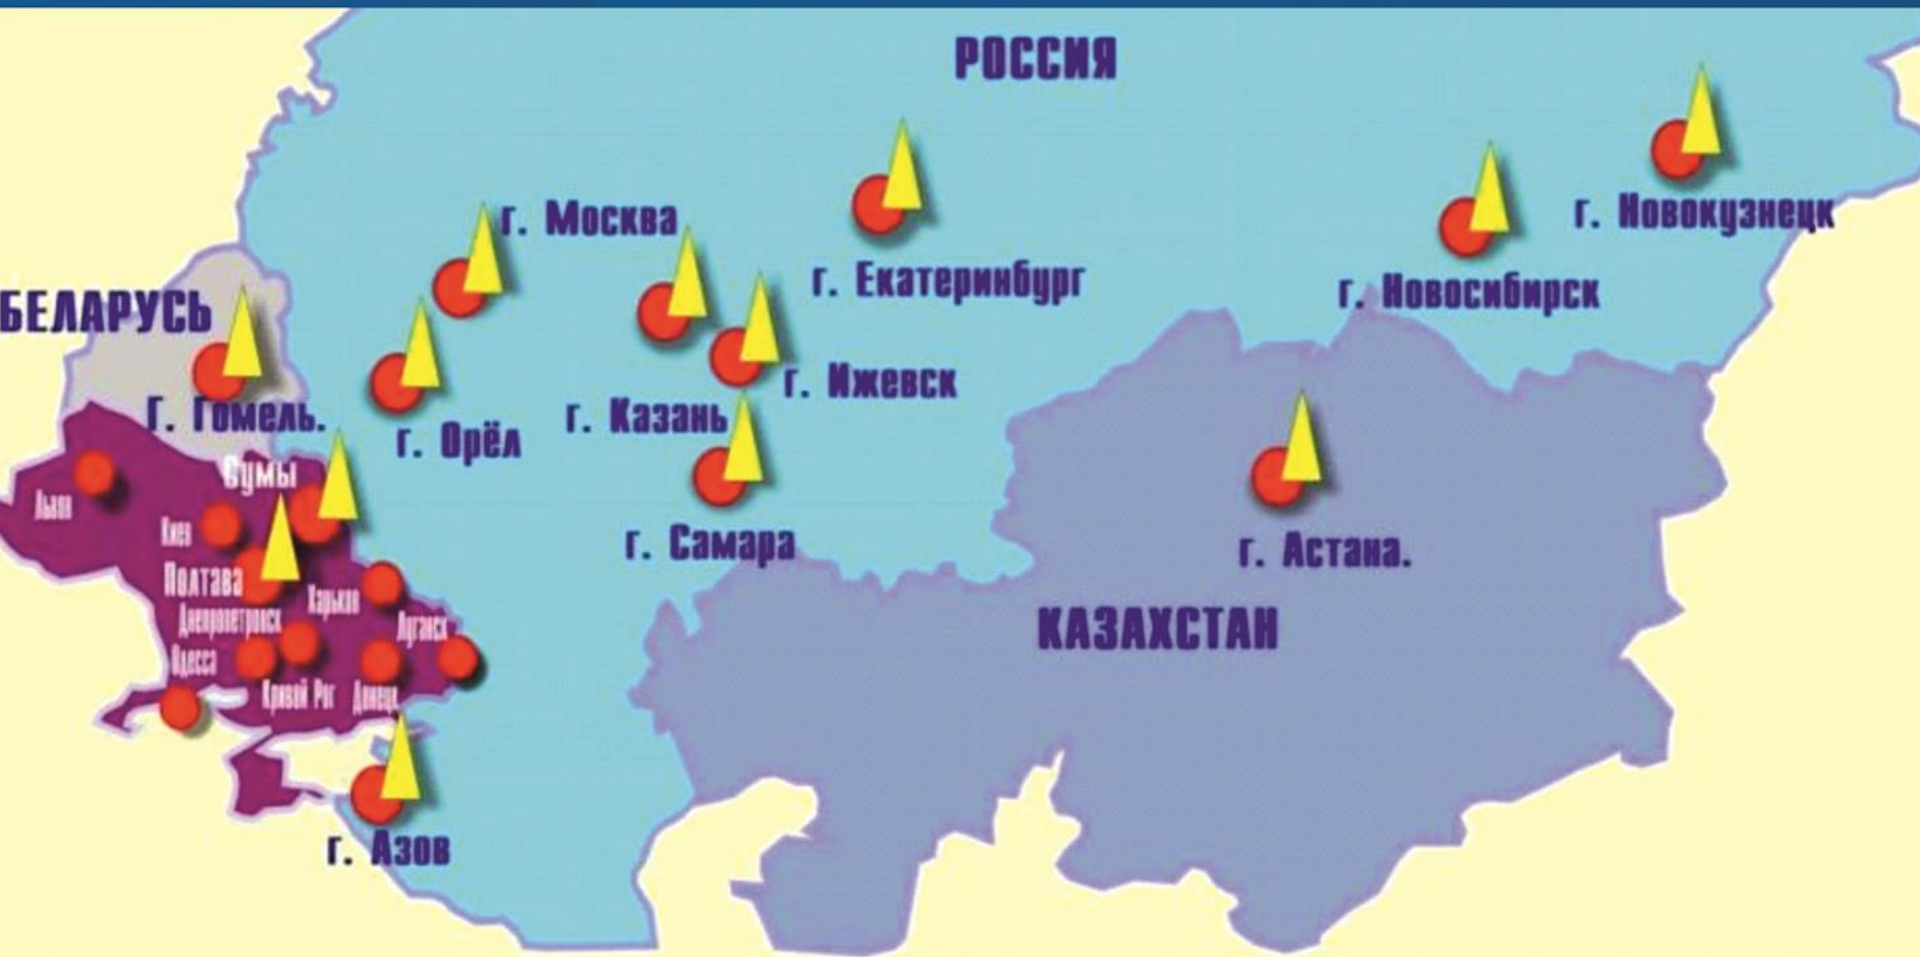 РОССИЯ
г. Москва
г. Новокузнецк
г. Екатеринбург
г. Новосибирск
БЕЛАРУСЬ
г. Ижевск
Г. Гомель.
г. Казань
г. Орёл
Сумы
Киев
г. Самара
г. Астана.
Полтава
Харьков
Днепропетровск
Луганск
КАЗАХСТАН
Одесса
Кривой Рог
Донецк
г. Азов